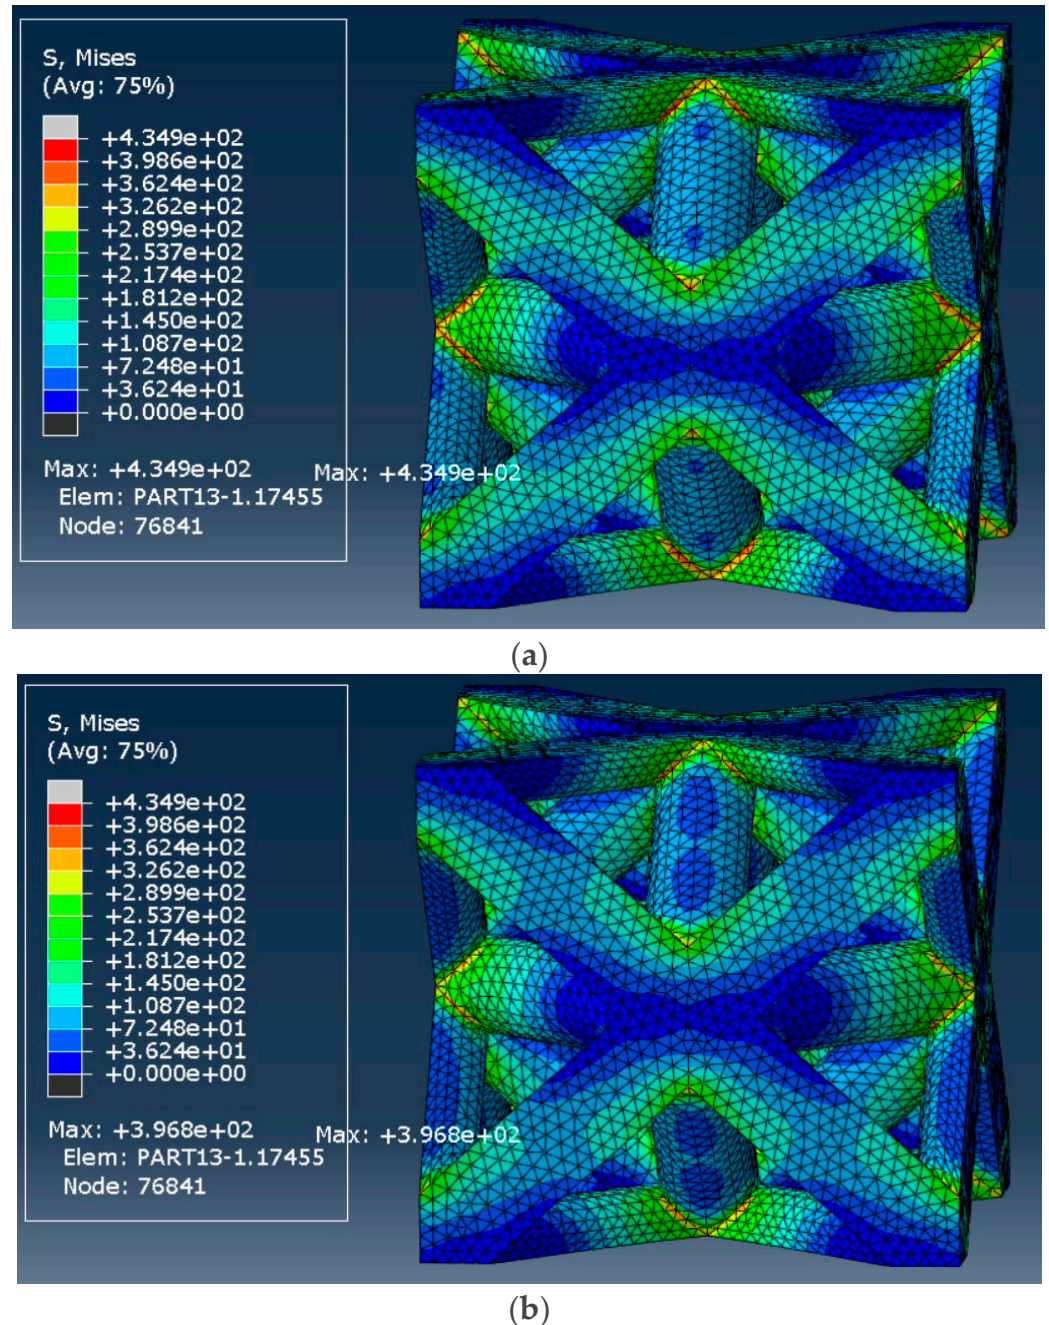 S, Mises
(Avg: 75%)
+4.349e+02
+3.986e+02
+3.624e+02
+3.262e+02
+2.899e+02
+2.537e+02
+2.174e+02
+1.812e+02
+1.450e+02
+1.087e+02
+7.248e+01
+3.624e+01
+0.000e+00
Max: +4.349e+02
Elem: PART13-1.17455
Node: 76841
Max: +4.349e+02
(a)
S, Mises
(Avg: 75%)
+4.349e+02
+3.986e+02
+3.624e+02
+3.262e+02
+2.899e+02
+2.537e+02
+2.174e+02
+1.812e+02
+1.450e+02
+1.087e+02
+7.248e+01
+3.624e+01
+0.000e+00
Max: +3.968e+02
Elem: PART13-1.17455
Node: 76841
Max: +3.968e+02
(b)